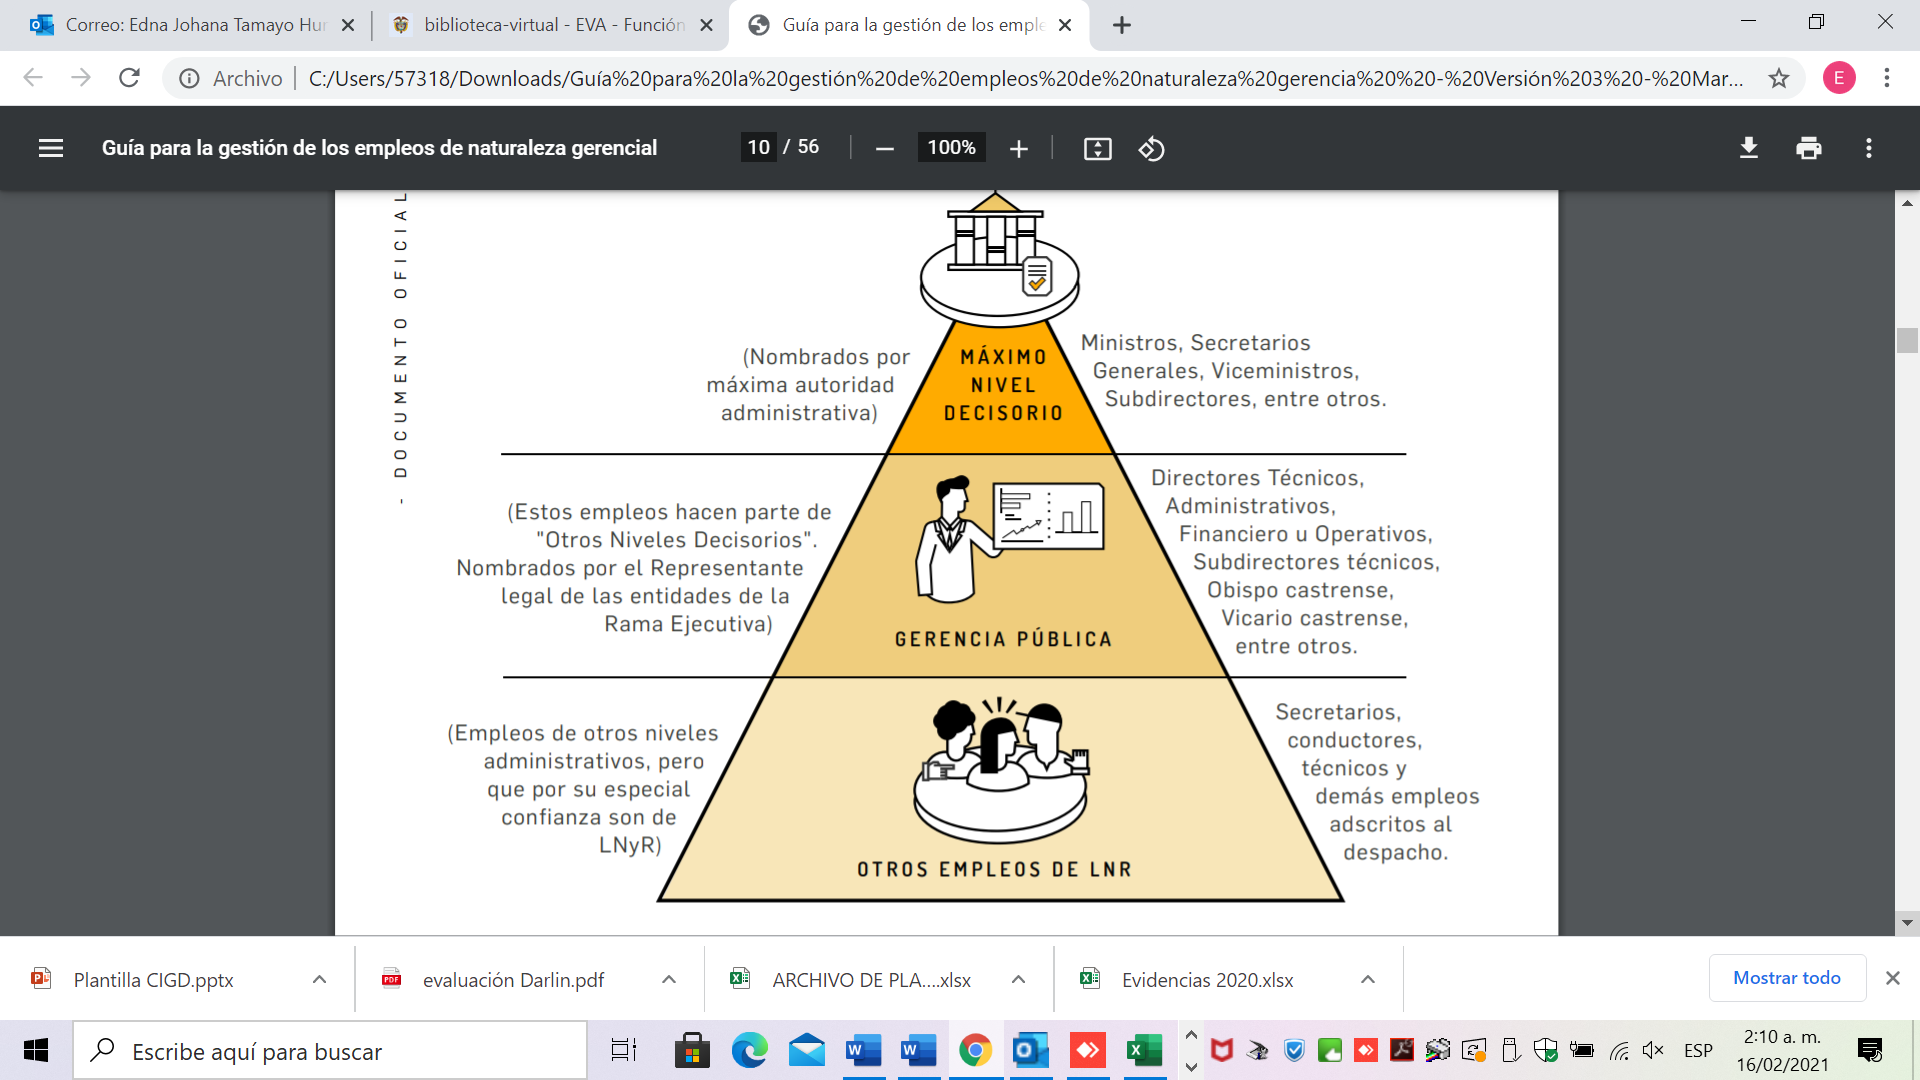 Correo: Edna Johana Tamayo Hur
biblioteca-virtual - EVA - Función
Guía para la gestión de los emple
Archivo
C:/Users/57318/Downloads/Guía%20para%20la%20gestión%20de%20empleos%20de%20naturaleza%20gerencia%20%20-%20Versión%203%20-%20Mar...
E
Guía para la gestión de los empleos de naturaleza gerencial
10 / 56
100%
- DOCUMENTO OFICIAL
(Nombrados por
máxima autoridad
administrativa)
MÁXIMO
NIVEL
DECISORIO
Ministros, Secretarios
Generales, Viceministros,
Subdirectores, entre otros.
(Estos empleos hacen parte de
"Otros Niveles Decisorios".
Nombrados por el Representante
legal de las entidades de la
Rama Ejecutiva)
GERENCIA PÚBLICA
Directores Técnicos,
Administrativos,
Financiero u Operativos,
Subdirectores técnicos,
Obispo castrense,
Vicario castrense,
entre otros.
(Empleos de otros niveles
administrativos, pero
que por su especial
confianza son de
LNyR)
OTROS EMPLEOS DE LNR
Secretarios,
conductores,
técnicos y
demás empleos
adscritos al
despacho.
Plantilla CIGD.pptx
evaluación Darlin.pdf
ARCHIVO DE PLA....xlsx
Evidencias 2020.xlsx
Mostrar todo
Escribe aquí para buscar
ESP
2:10 a. m.
16/02/2021